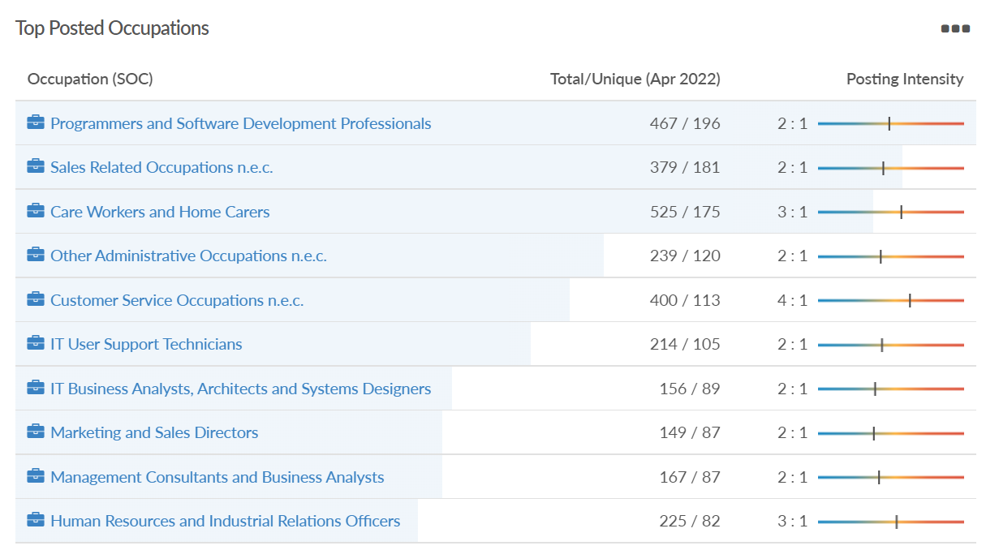 Top Posted Occupations
Occupation (SOC) Total/Unique (Apr 2022) Posting Intensity
Programmers and Software Development Professionals 467 / 196 2 : 1
Sales Related Occupations n.e.c. 379 / 181 2 : 1
Care Workers and Home Carers 525 / 175 3 : 1
Other Administrative Occupations n.e.c. 239 / 120 2 : 1
Customer Service Occupations n.e.c. 400 / 113 4 : 1
IT User Support Technicians 214 / 105 2 : 1
IT Business Analysts, Architects and Systems Designers 156 / 89 2 : 1
Marketing and Sales Directors 149 / 87 2 : 1
Management Consultants and Business Analysts 167 / 87 2 : 1
Human Resources and Industrial Relations Officers 225 / 82 3 : 1